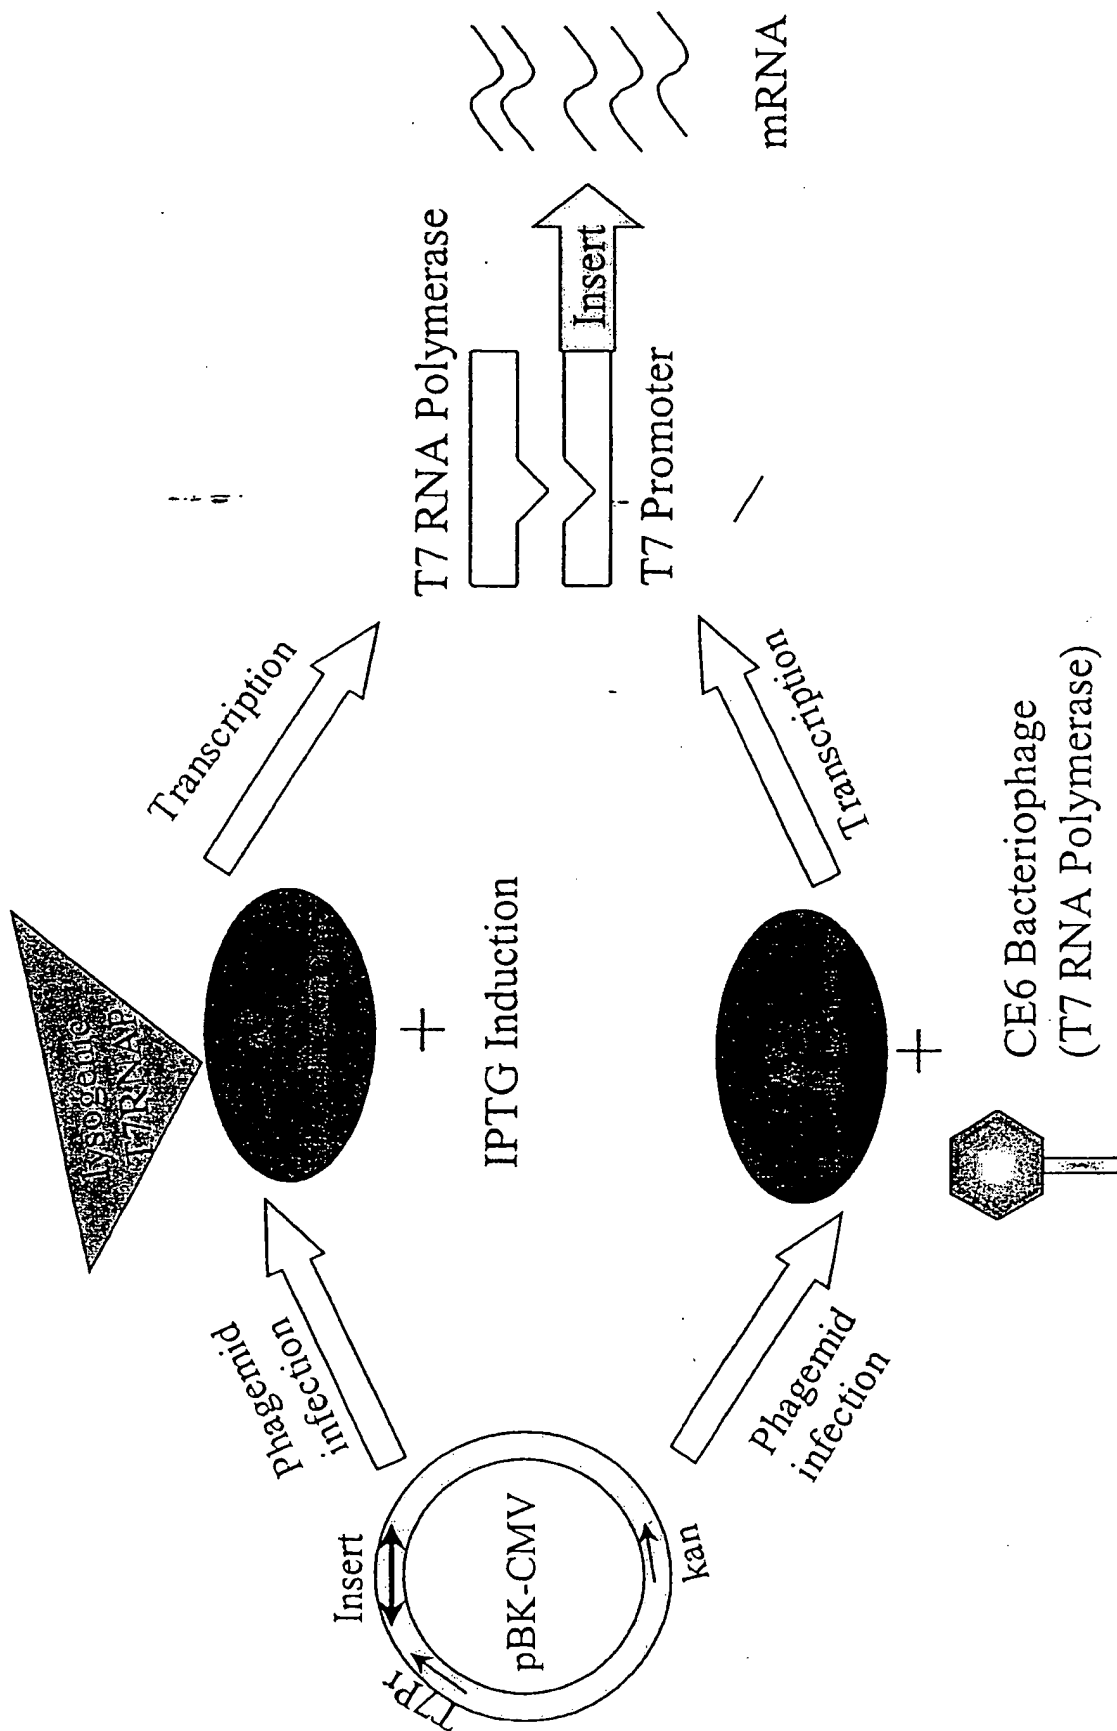 Insert
T7Pr
pBK-CMV
kan
Phagemid
infection
Phagemid
infection
lysogenic
T7RNAP
+
IPTG Induction
+
CE6 Bacteriophage
(T7 RNA Polymerase)
Transcription
Transcription
T7 RNA Polymerase
Insert
T7 Promoter
mRNA